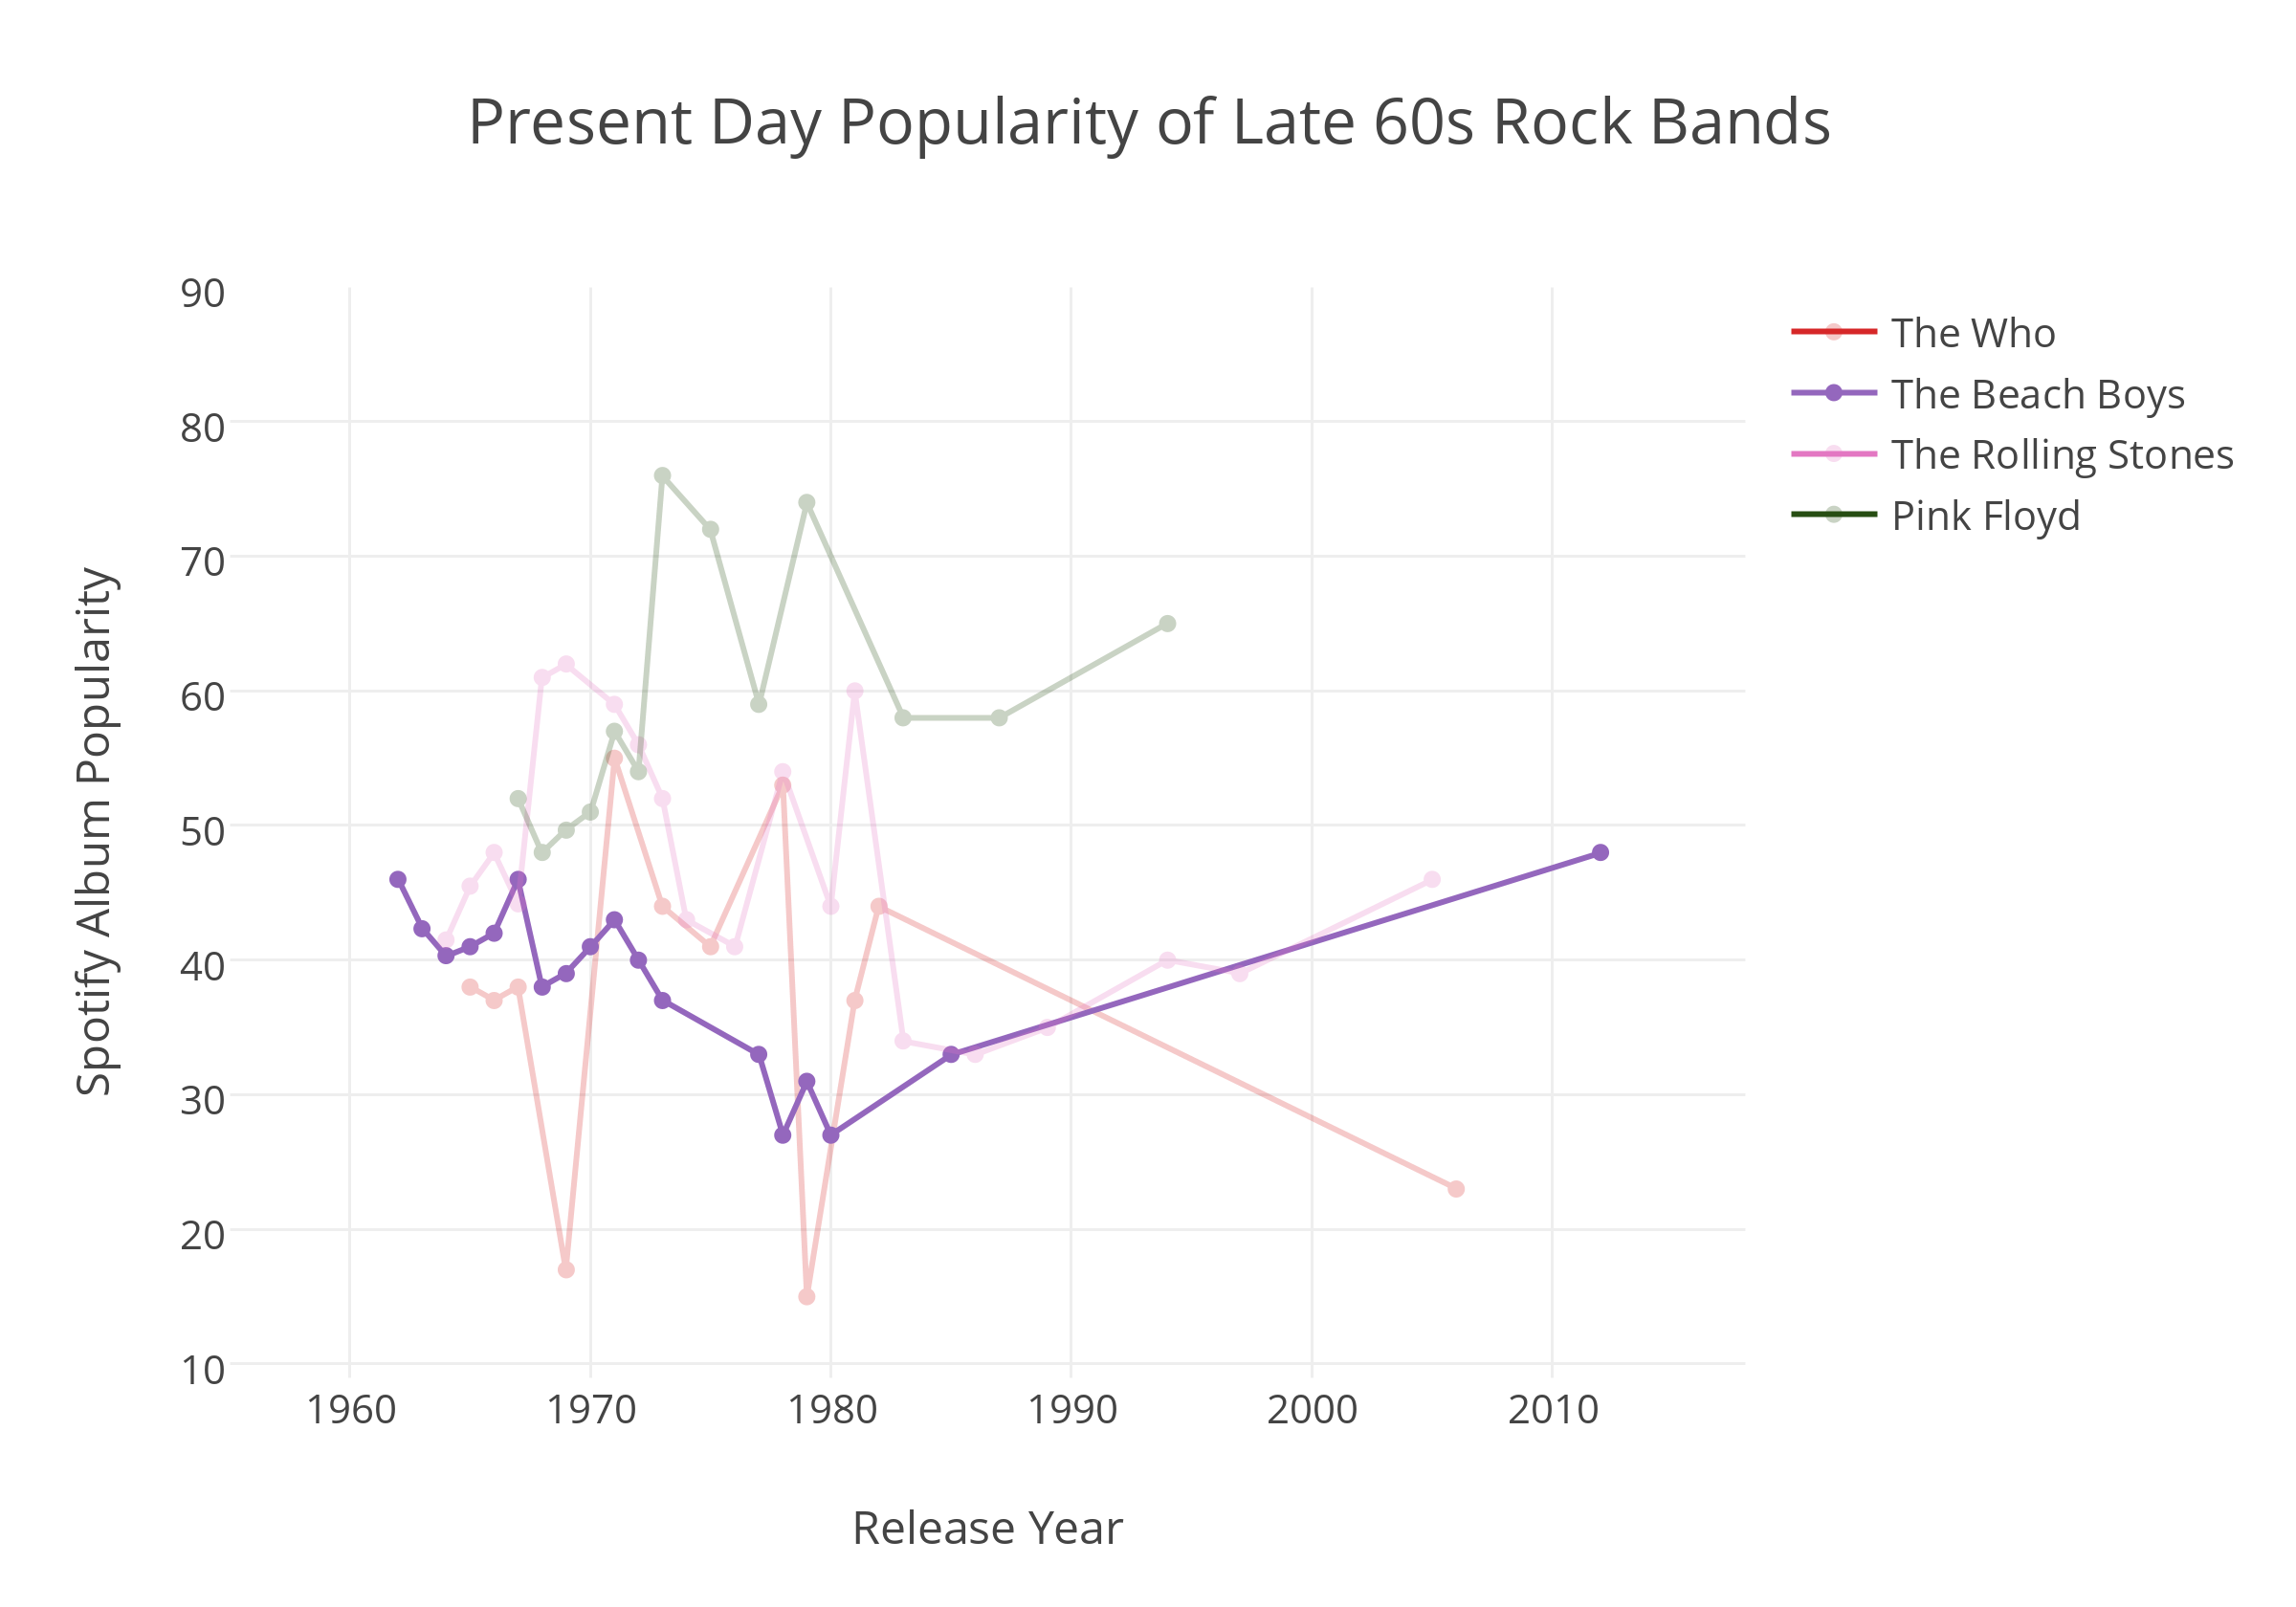 Present Day Popularity of Late 60s Rock Bands
90
80
70
60
50
40
30
20
10
Spotify Album Popularity
1960 1970 1980 1990 2000 2010
Release Year
The Who
The Beach Boys
The Rolling Stones
Pink Floyd